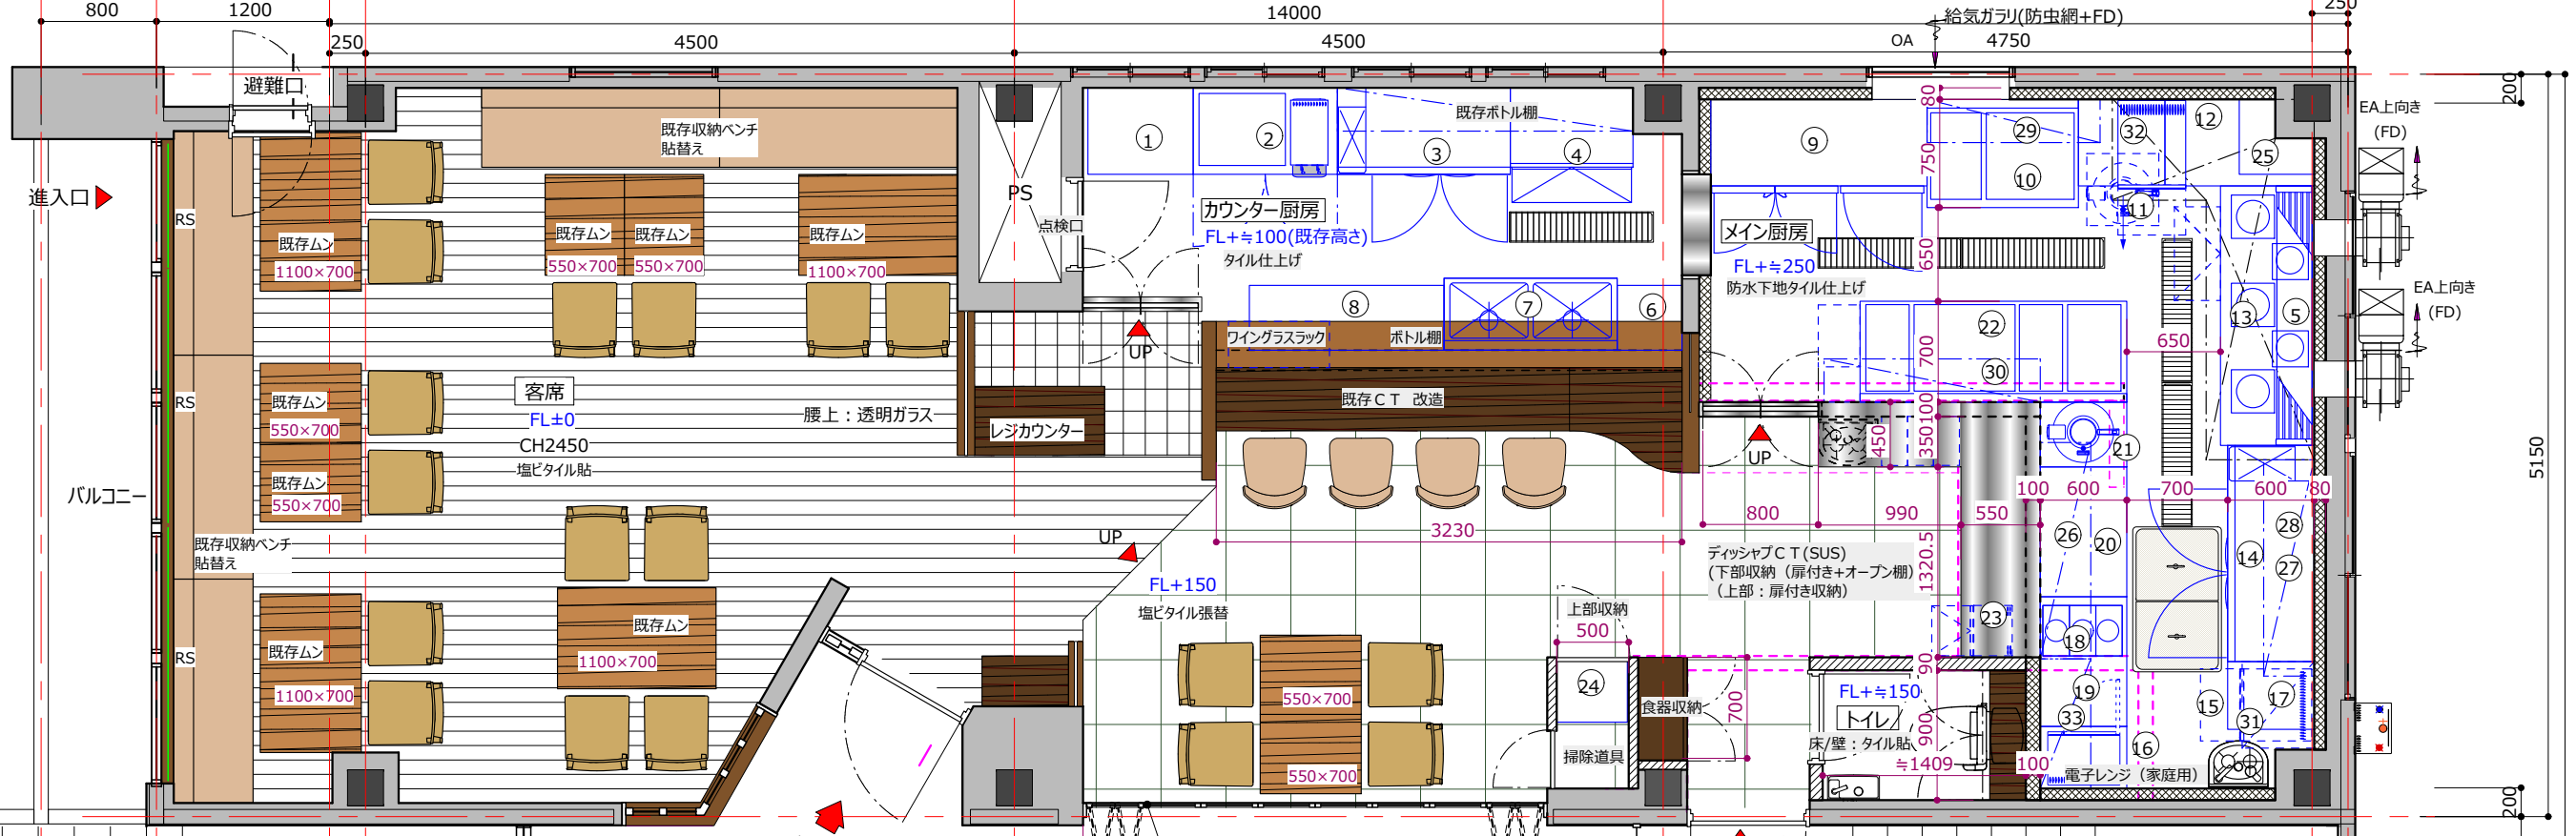 800
1200
14000
250
250
4500
4500
4750
給気ガラリ(防虫網+FD)
OA
避難口
進入口
RS
RS
RS
既存収納ベンチ
貼替え
既存ムン
1100×700
既存ムン
550×700
既存ムン
550×700
既存ムン
1100×700
PS
点検口
1
2
3
4
既存ボトル棚
カウンター厨房
FL+≒100(既存高さ)
タイル仕上げ
8
7
6
ワイングラスラック
ボトル棚
UP
9
メイン厨房
FL+≒250
防水下地タイル仕上げ
80
750
650
700
100
350
450
29
10
32
12
25
11
13
5
22
30
650
EA上向き
(FD)
EA上向き
(FD)
200
5150
200
既存ムン
550×700
既存ムン
550×700
客席
FL±0
CH2450
塩ビタイル貼
腰上：透明ガラス
レジカウンター
既存ＣＴ 改造
UP
21
バルコニー
既存収納ベンチ
貼替え
既存ムン
1100×700
既存ムン
1100×700
UP
3230
FL+150
塩ビタイル張替
800
990
550
100
600
700
600
80
ディッシャプＣＴ(SUS)
(下部収納（扉付き+オープン棚）
（上部：扉付き収納）
1320.5
26
20
14
28
27
23
18
上部収納
500
24
食器収納
700
掃除道具
550×700
550×700
90
FL+≒150
トイレ
床/壁：タイル貼
900
≒1409
100
19
33
15
17
31
16
電子レンジ（家庭用）